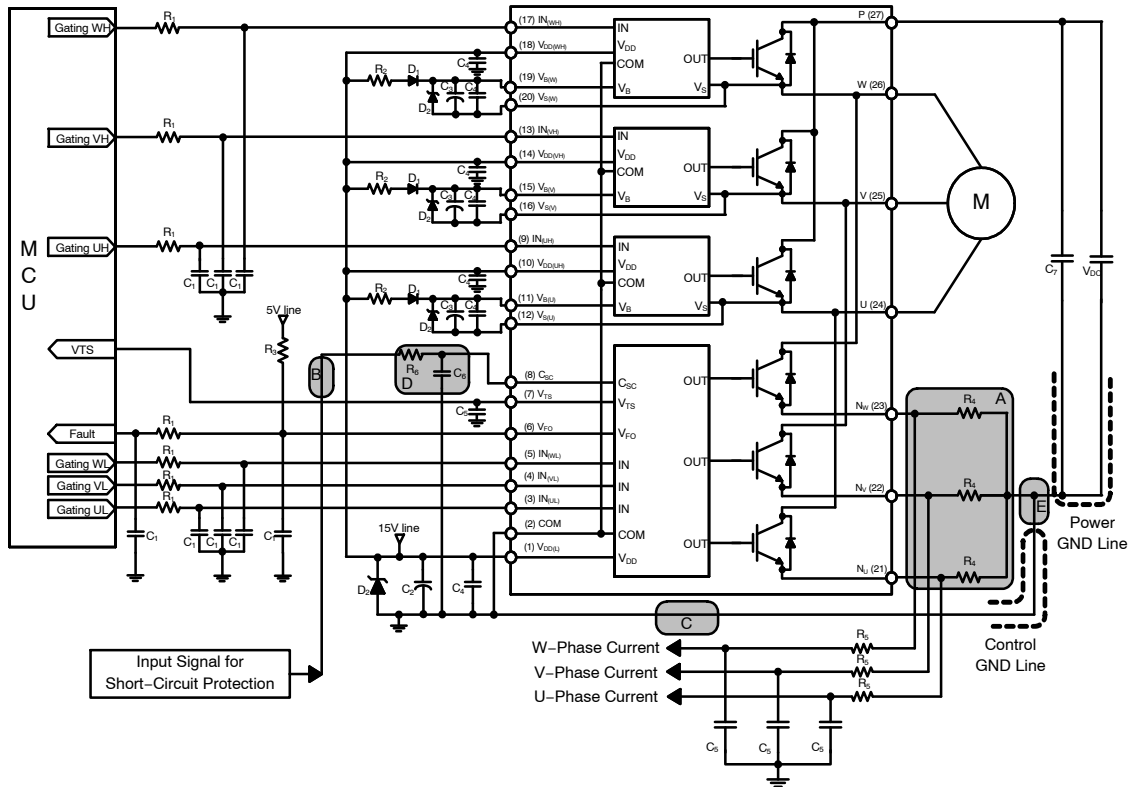 Gating WH
R1
(17) IN(WH)
IN
P (27)
(18) VDD(WH)
VDD
C4
COM
OUT
R2
D1
(19) VB(W)
VB
VS
W (26)
D2
C3
C4
(20) VS(W)
Gating VH
R1
(13) IN(VH)
IN
(14) VDD(VH)
VDD
C4
COM
OUT
R2
D1
(15) VB(V)
VB
VS
V (25)
M
D2
C3
C4
(16) VS(V)
MCU
Gating UH
R1
(9) IN(UH)
IN
(10) VDD(UH)
VDD
C4
COM
OUT
C7
VDC
C1
C1
C1
R2
D1
(11) VB(U)
VB
VS
U (24)
D2
C3
C4
(12) VS(U)
5V line
R3
VTS
B
R6
D
C6
(8) CSC
CSC
OUT
(7) VTS
VTS
C5
A
R4
NW (23)
Fault
R1
(6) VFO
VFO
Gating WL
R1
(5) IN(WL)
IN
OUT
Gating VL
R1
(4) IN(VL)
IN
Gating UL
R1
(3) IN(UL)
IN
NV (22)
R4
E
Power
GND Line
C1
C1
C1
C1
C1
15V line
(2) COM
COM
OUT
(1) VDD(L)
VDD
D2
C2
C4
NU (21)
R4
C
Control
GND Line
Input Signal for
Short-Circuit Protection
W-Phase Current
R5
V-Phase Current
R5
U-Phase Current
R5
C5
C5
C5